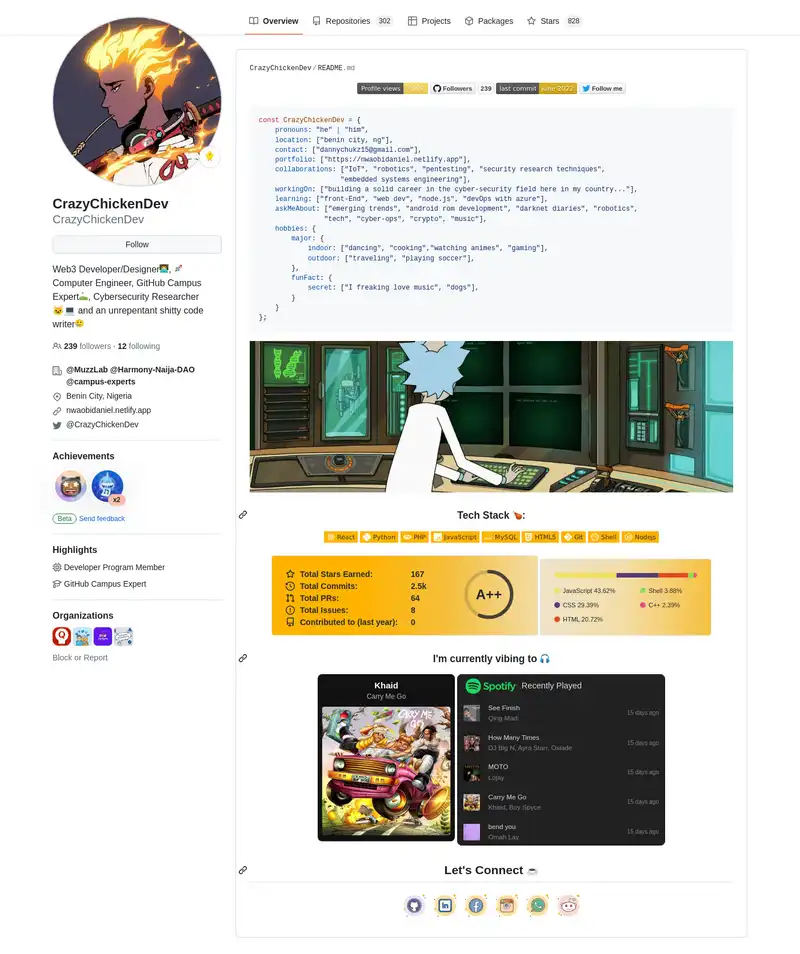 Overview Repositories 302 Projects Packages Stars 828
CrazyChickenDev
CrazyChickenDev
Follow
Web3 Developer/Designer
Computer Engineer, GitHub Campus
Expert, Cybersecurity Researcher
and an unrepentant shitty code
writer
239 followers · 12 following
@MuzzLab @Harmony-Naija-DAO
@campus-experts
Benin City, Nigeria
nwaobidaniel.netlify.app
@CrazyChickenDev
Achievements
x2
Beta Send feedback
Highlights
Developer Program Member
GitHub Campus Expert
Organizations
Block or Report
CrazyChickenDev/README.md
Profile views Followers 239 last commit june 2022 Follow me
const CrazyChickenDev = {
pronouns: "he" | "him",
location: ["benin city, ng"],
contact: ["dannychukz15@gmail.com"],
portfolio: ["https://nwaobidaniel.netlify.app"],
collaborations: ["IoT", "robotics", "pentesting", "security research techniques",
"embedded systems engineering"],
workingOn: ["building a solid career in the cyber-security field here in my country..."],
learning: ["front-End", "web dev", "node.js", "devOps with azure"],
askMeAbout: ["emerging trends", "android rom development", "darknet diaries", "robotics",
"tech", "cyber-ops", "crypto", "music"],
hobbies: {
major: {
indoor: ["dancing", "cooking","watching animes", "gaming"],
outdoor: ["traveling", "playing soccer"],
},
funFact: {
secret: ["I freaking love music", "dogs"],
}
}
};
Tech Stack :
React Python PHP JavaScript MySQL HTML5 Git Shell Nodejs
Total Stars Earned: 167
Total Commits: 2.5k
Total PRs: 64
Total Issues: 8
Contributed to (last year): 0
A++
JavaScript 43.62% Shell 3.88%
CSS 29.39% C++ 2.39%
HTML 20.72%
I'm currently vibing to
Khaid
Carry Me Go
CARRY ME GO
Spotify Recently Played
See Finish
Qing Madi
15 days ago
How Many Times
DJ Big N, Ayra Starr, Oxlade
15 days ago
MOTO
Lojay
15 days ago
Carry Me Go
Khaid, Boy Spyce
15 days ago
bend you
Omah Lay
15 days ago
Let's Connect